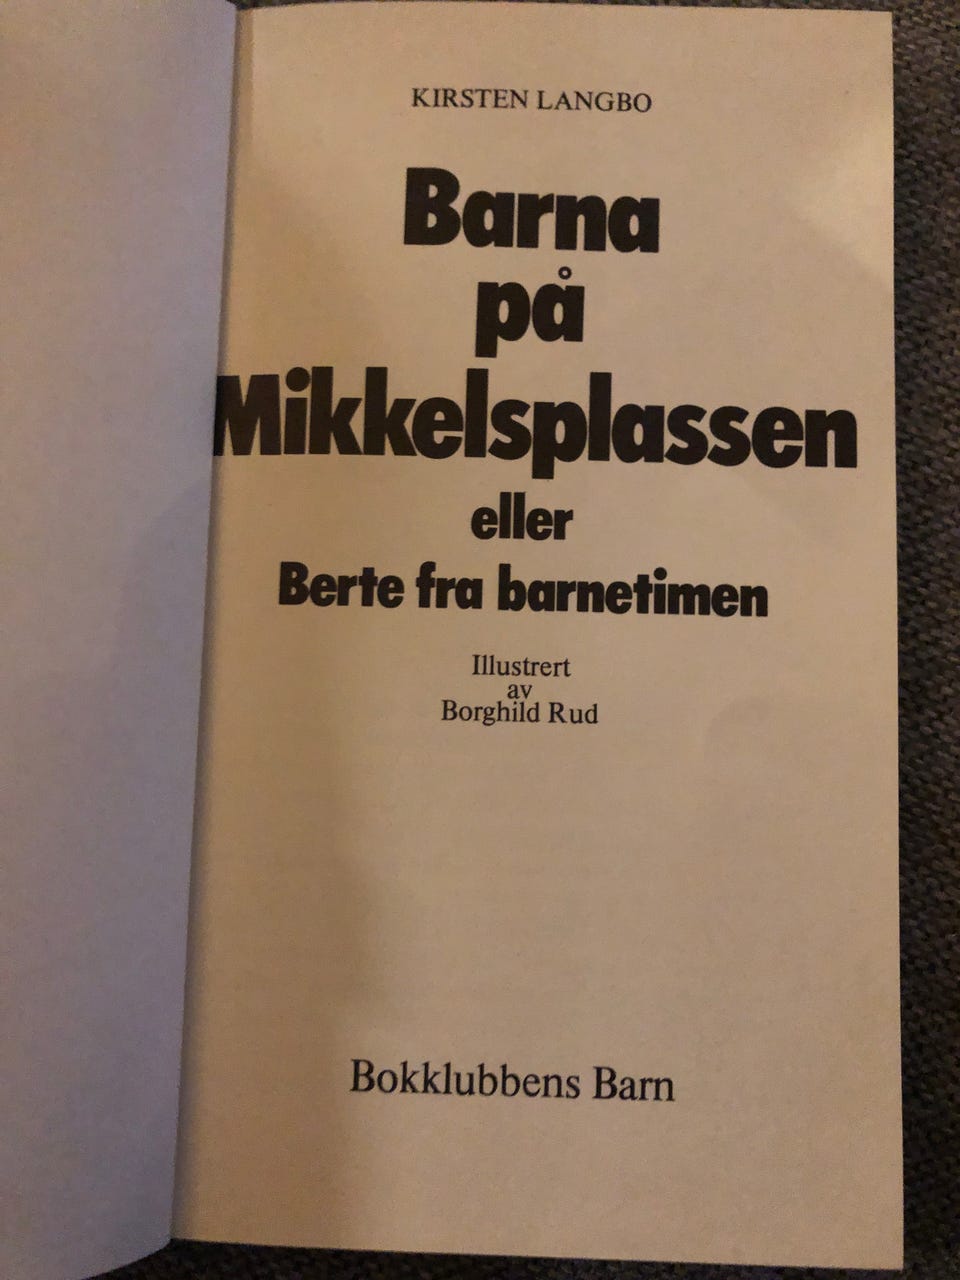 KIRSTEN LANGBO
Barna
på
Mikkelsplassen
eller
Berte fra barnetimen
Illustrert
av
Borghild Rud
Bokklubbens Barn